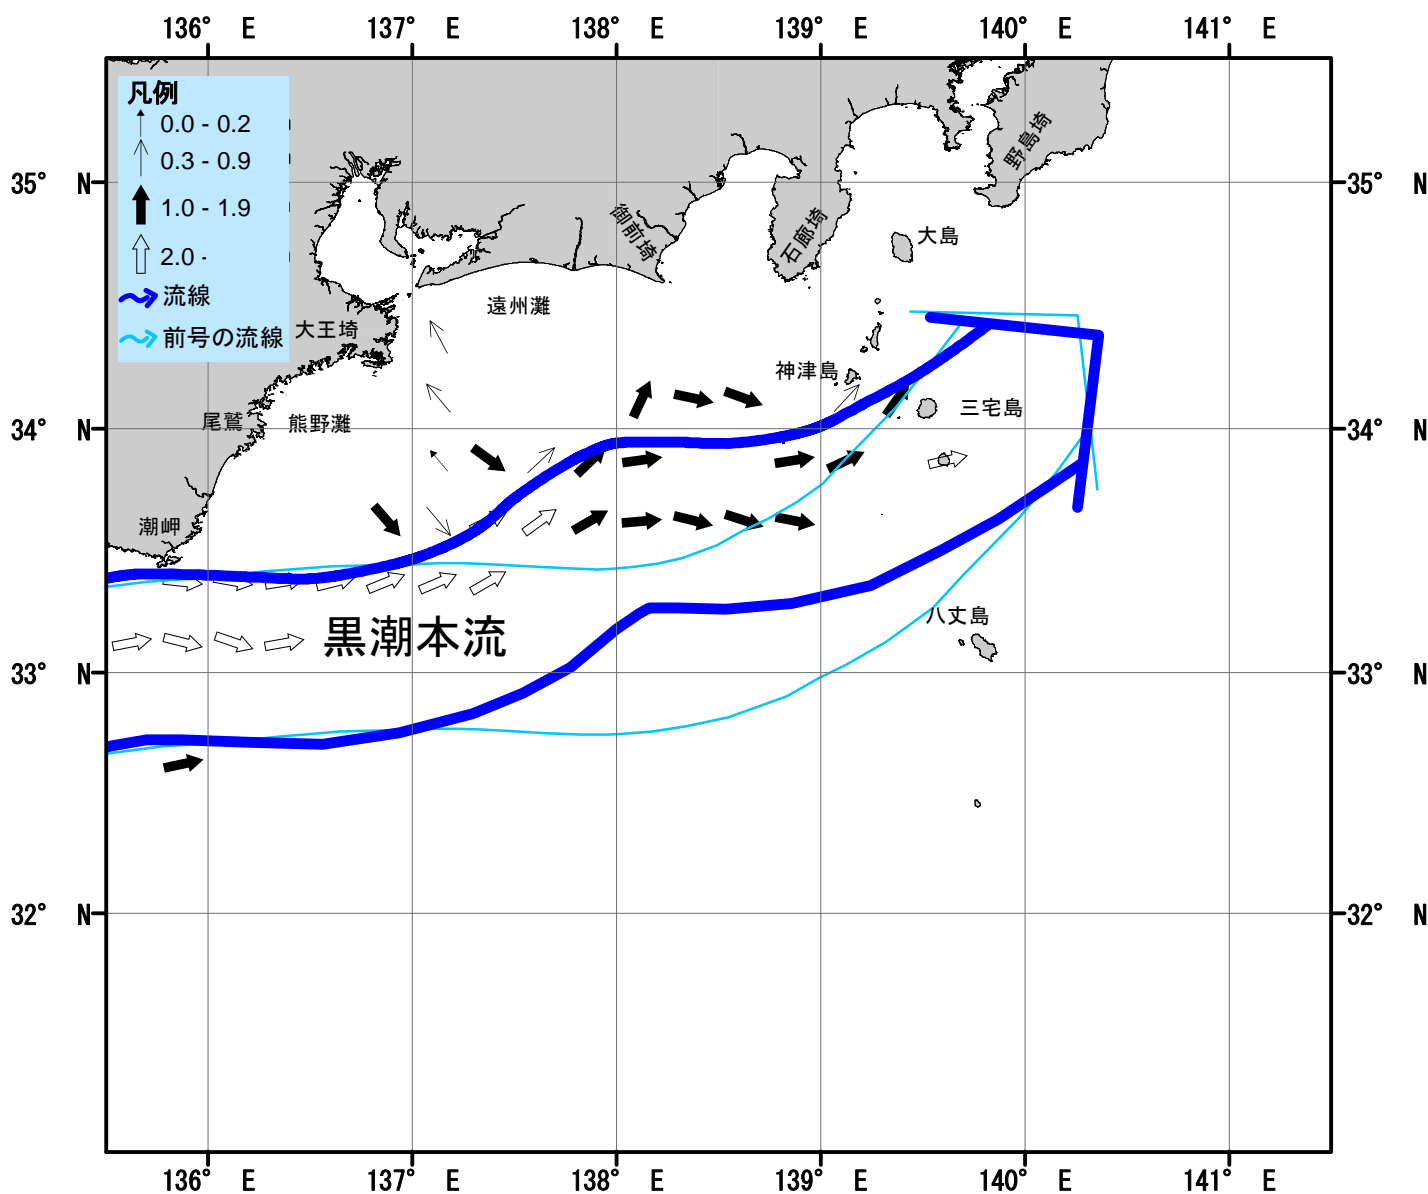 136° E 137° E 138° E 139° E 140° E 141° E
凡例
0.0 - 0.2
0.3 - 0.9
1.0 - 1.9
2.0 -
流線
前号の流線
35° N
35° N
野島埼
御前埼
石廊埼
大島
遠州灘
大王埼
神津島
三宅島
尾鷲
熊野灘
34° N
34° N
潮岬
八丈島
黒潮本流
33° N
33° N
32° N
32° N
136° E 137° E 138° E 139° E 140° E 141° E